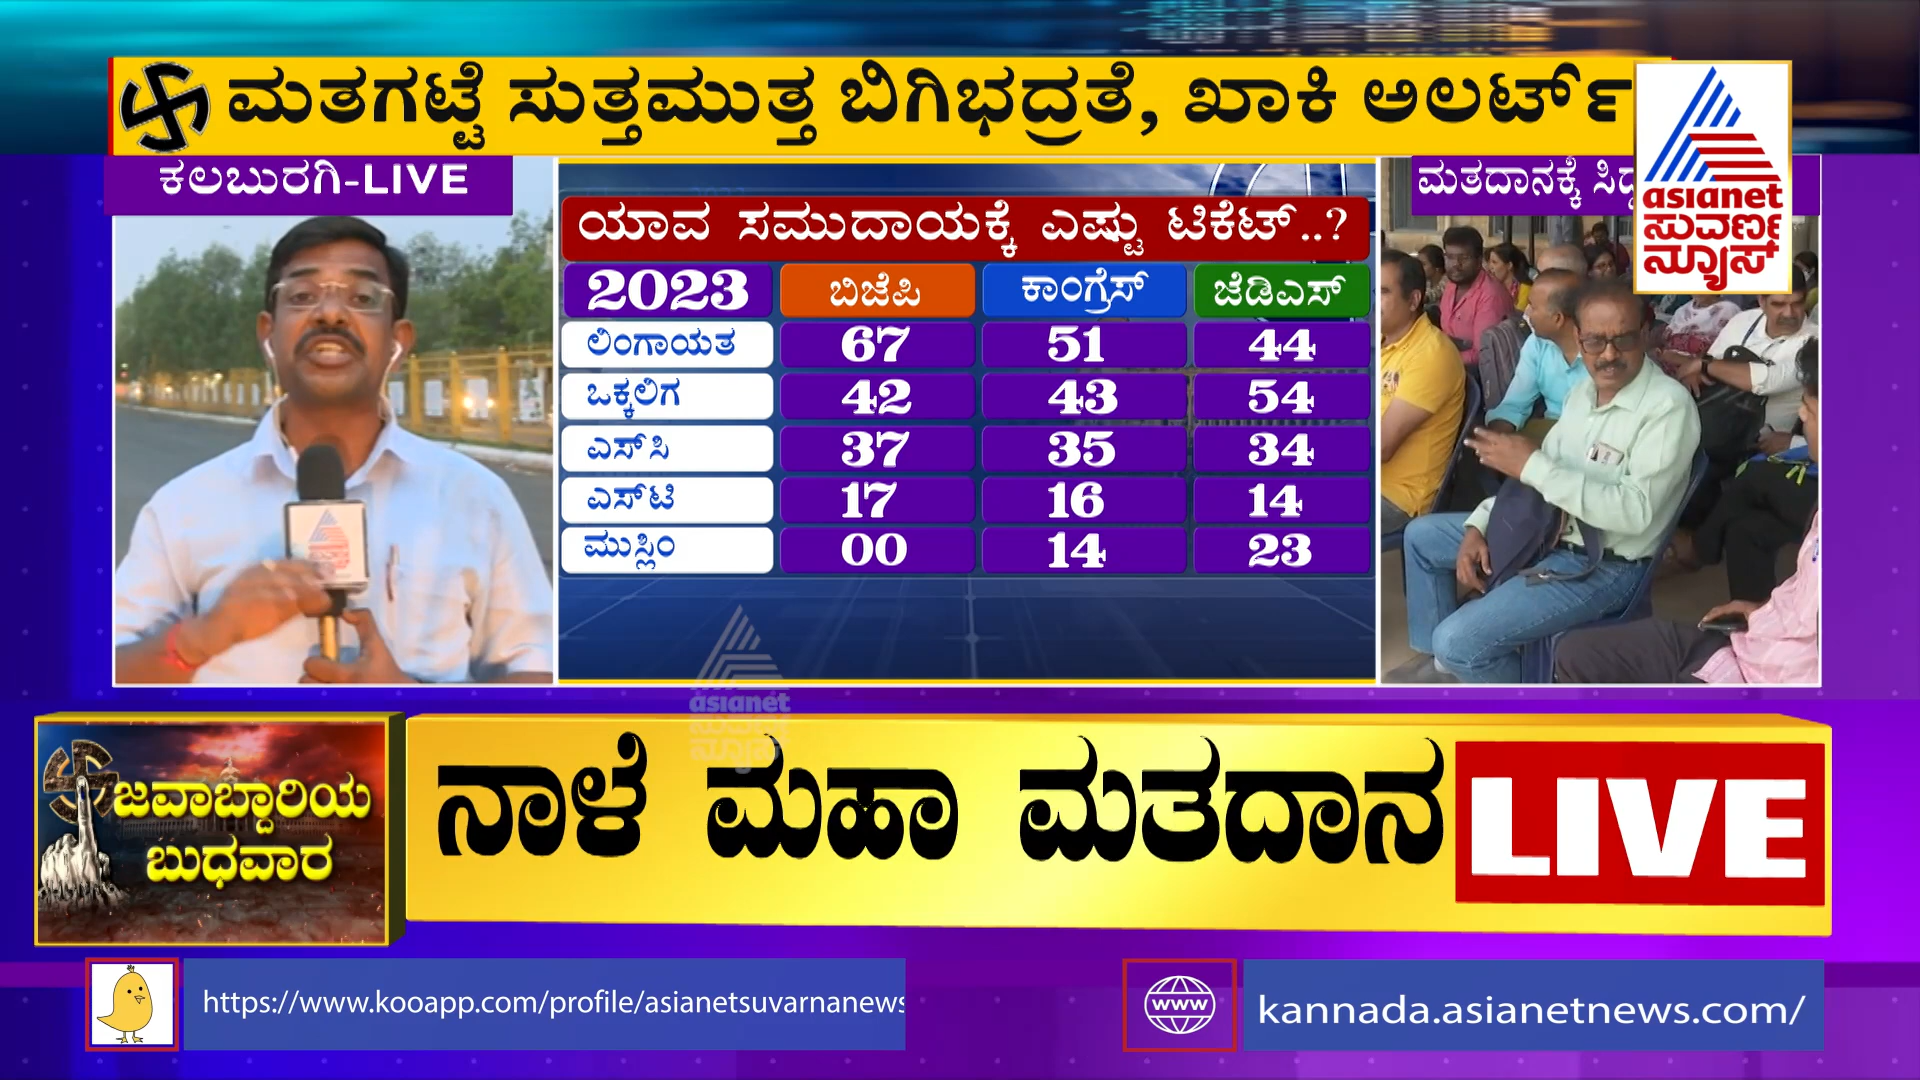 ಮತಗಟ್ಟೆ ಸುತ್ತಮುತ್ತ ಬಿಗಿಭದ್ರತೆ, ಖಾಕಿ ಅಲರ್ಟ್
asianet
ಸುವರ್ಣ
ನ್ಯೂಸ್
ಕಲಬುರಗಿ-LIVE
ಮತದಾನಕ್ಕೆ
ಯಾವ ಸಮುದಾಯಕ್ಕೆ ಎಷ್ಟು ಟಿಕೆಟ್..?
2023 ಬಿಜೆಪಿ ಕಾಂಗ್ರೆಸ್ ಜೆಡಿಎಸ್
ಲಿಂಗಾಯತ 67 51 44
ಒಕ್ಕಲಿಗ 42 43 54
ಎಸ್‌ಸಿ 37 35 34
ಎಸ್‌ಟಿ 17 16 14
ಮುಸ್ಲಿಂ 00 14 23
asianet
ಸುವರ್ಣ
ನ್ಯೂಸ್
ಜವಾಬ್ದಾರಿಯ
ಬುಧವಾರ
ನಾಳೆ ಮಹಾ ಮತದಾನ LIVE
https://www.kooapp.com/profile/asianetsuvarnanews
www
kannada.asianetnews.com/